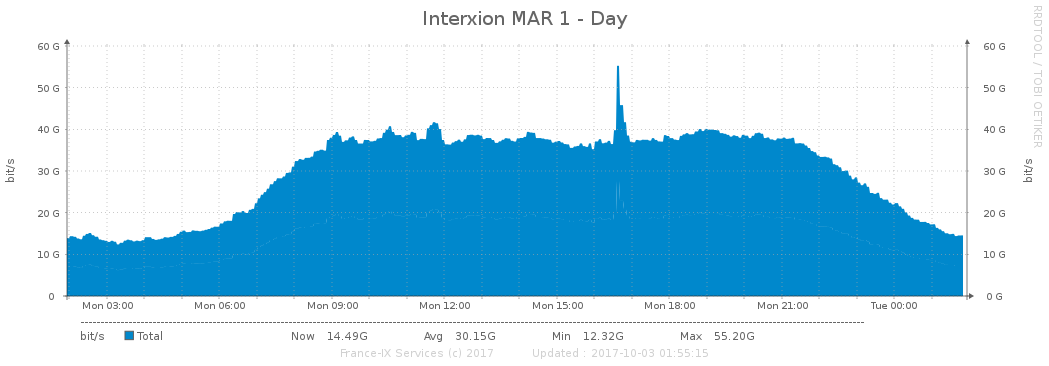 Interxion MAR 1 - Day
RRDTOOL / TOBI OETIKER
60 G 60 G
50 G 50 G
40 G 40 G
30 G 30 G
20 G 20 G
10 G 10 G
0 0 G
bit/s bit/s
Mon 03:00 Mon 06:00 Mon 09:00 Mon 12:00 Mon 15:00 Mon 18:00 Mon 21:00 Tue 00:00
bit/s Total Now 14.49G Avg 30.15G Min 12.32G Max 55.20G
France-IX Services (c) 2017 Updated : 2017-10-03 01:55:15